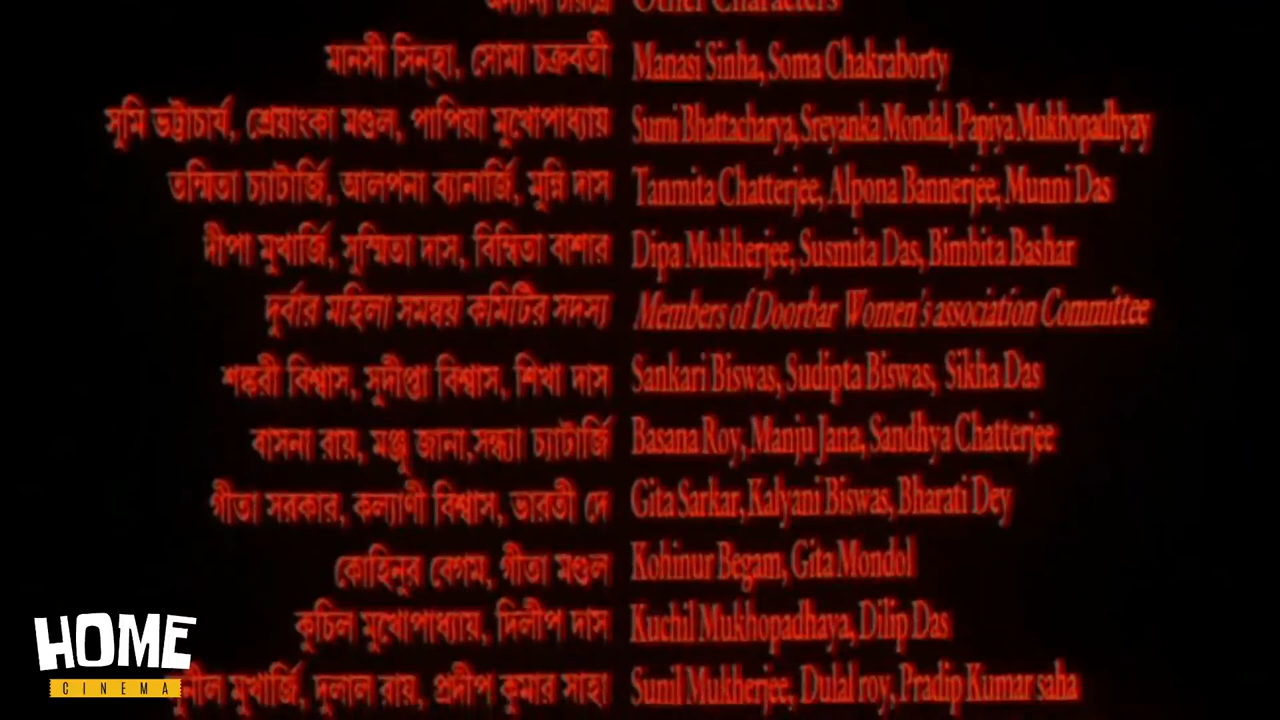 অন্যান্য চরিত্রে Other Characters
মানসী সিন্‌হা, সোমা চক্রবর্তী Manasi Sinha, Soma Chakraborty
সুমি ভট্টাচার্য, শ্রেয়াংকা মণ্ডল, পাপিয়া মুখোপাধ্যায় Sumi Bhattacharya, Sreyanka Mondal, Papiya Mukhopadhyay
তন্মিতা চ্যাটার্জি, আলপনা ব্যানার্জি, মুন্নি দাস Tanmita Chatterjee, Alpona Bannerjee, Munni Das
দীপা মুখার্জি, সুস্মিতা দাস, বিম্বিতা বাশার Dipa Mukherjee, Susmita Das, Bimbita Bashar
দুর্বার মহিলা সমন্বয় কমিটির সদস্য Members of Doorbar Women's association Committee
শঙ্করী বিশ্বাস, সুদীপ্তা বিশ্বাস, শিখা দাস Sankari Biswas, Sudipta Biswas, Sikha Das
বাসনা রায়, মঞ্জু জানা,সন্ধ্যা চ্যাটার্জি Basana Roy, Manju Jana, Sandhya Chatterjee
গীতা সরকার, কল্যাণী বিশ্বাস, ভারতী দে Gita Sarkar, Kalyani Biswas, Bharati Dey
কোহিনুর বেগম, গীতা মণ্ডল Kohinur Begam, Gita Mondol
কুচিল মুখোপাধ্যায়, দিলীপ দাস Kuchil Mukhopadhaya, Dilip Das
সুনীল মুখার্জি, দুলাল রায়, প্রদীপ কুমার সাহা Sunil Mukherjee, Dulal roy, Pradip Kumar saha
HOME
CINEMA